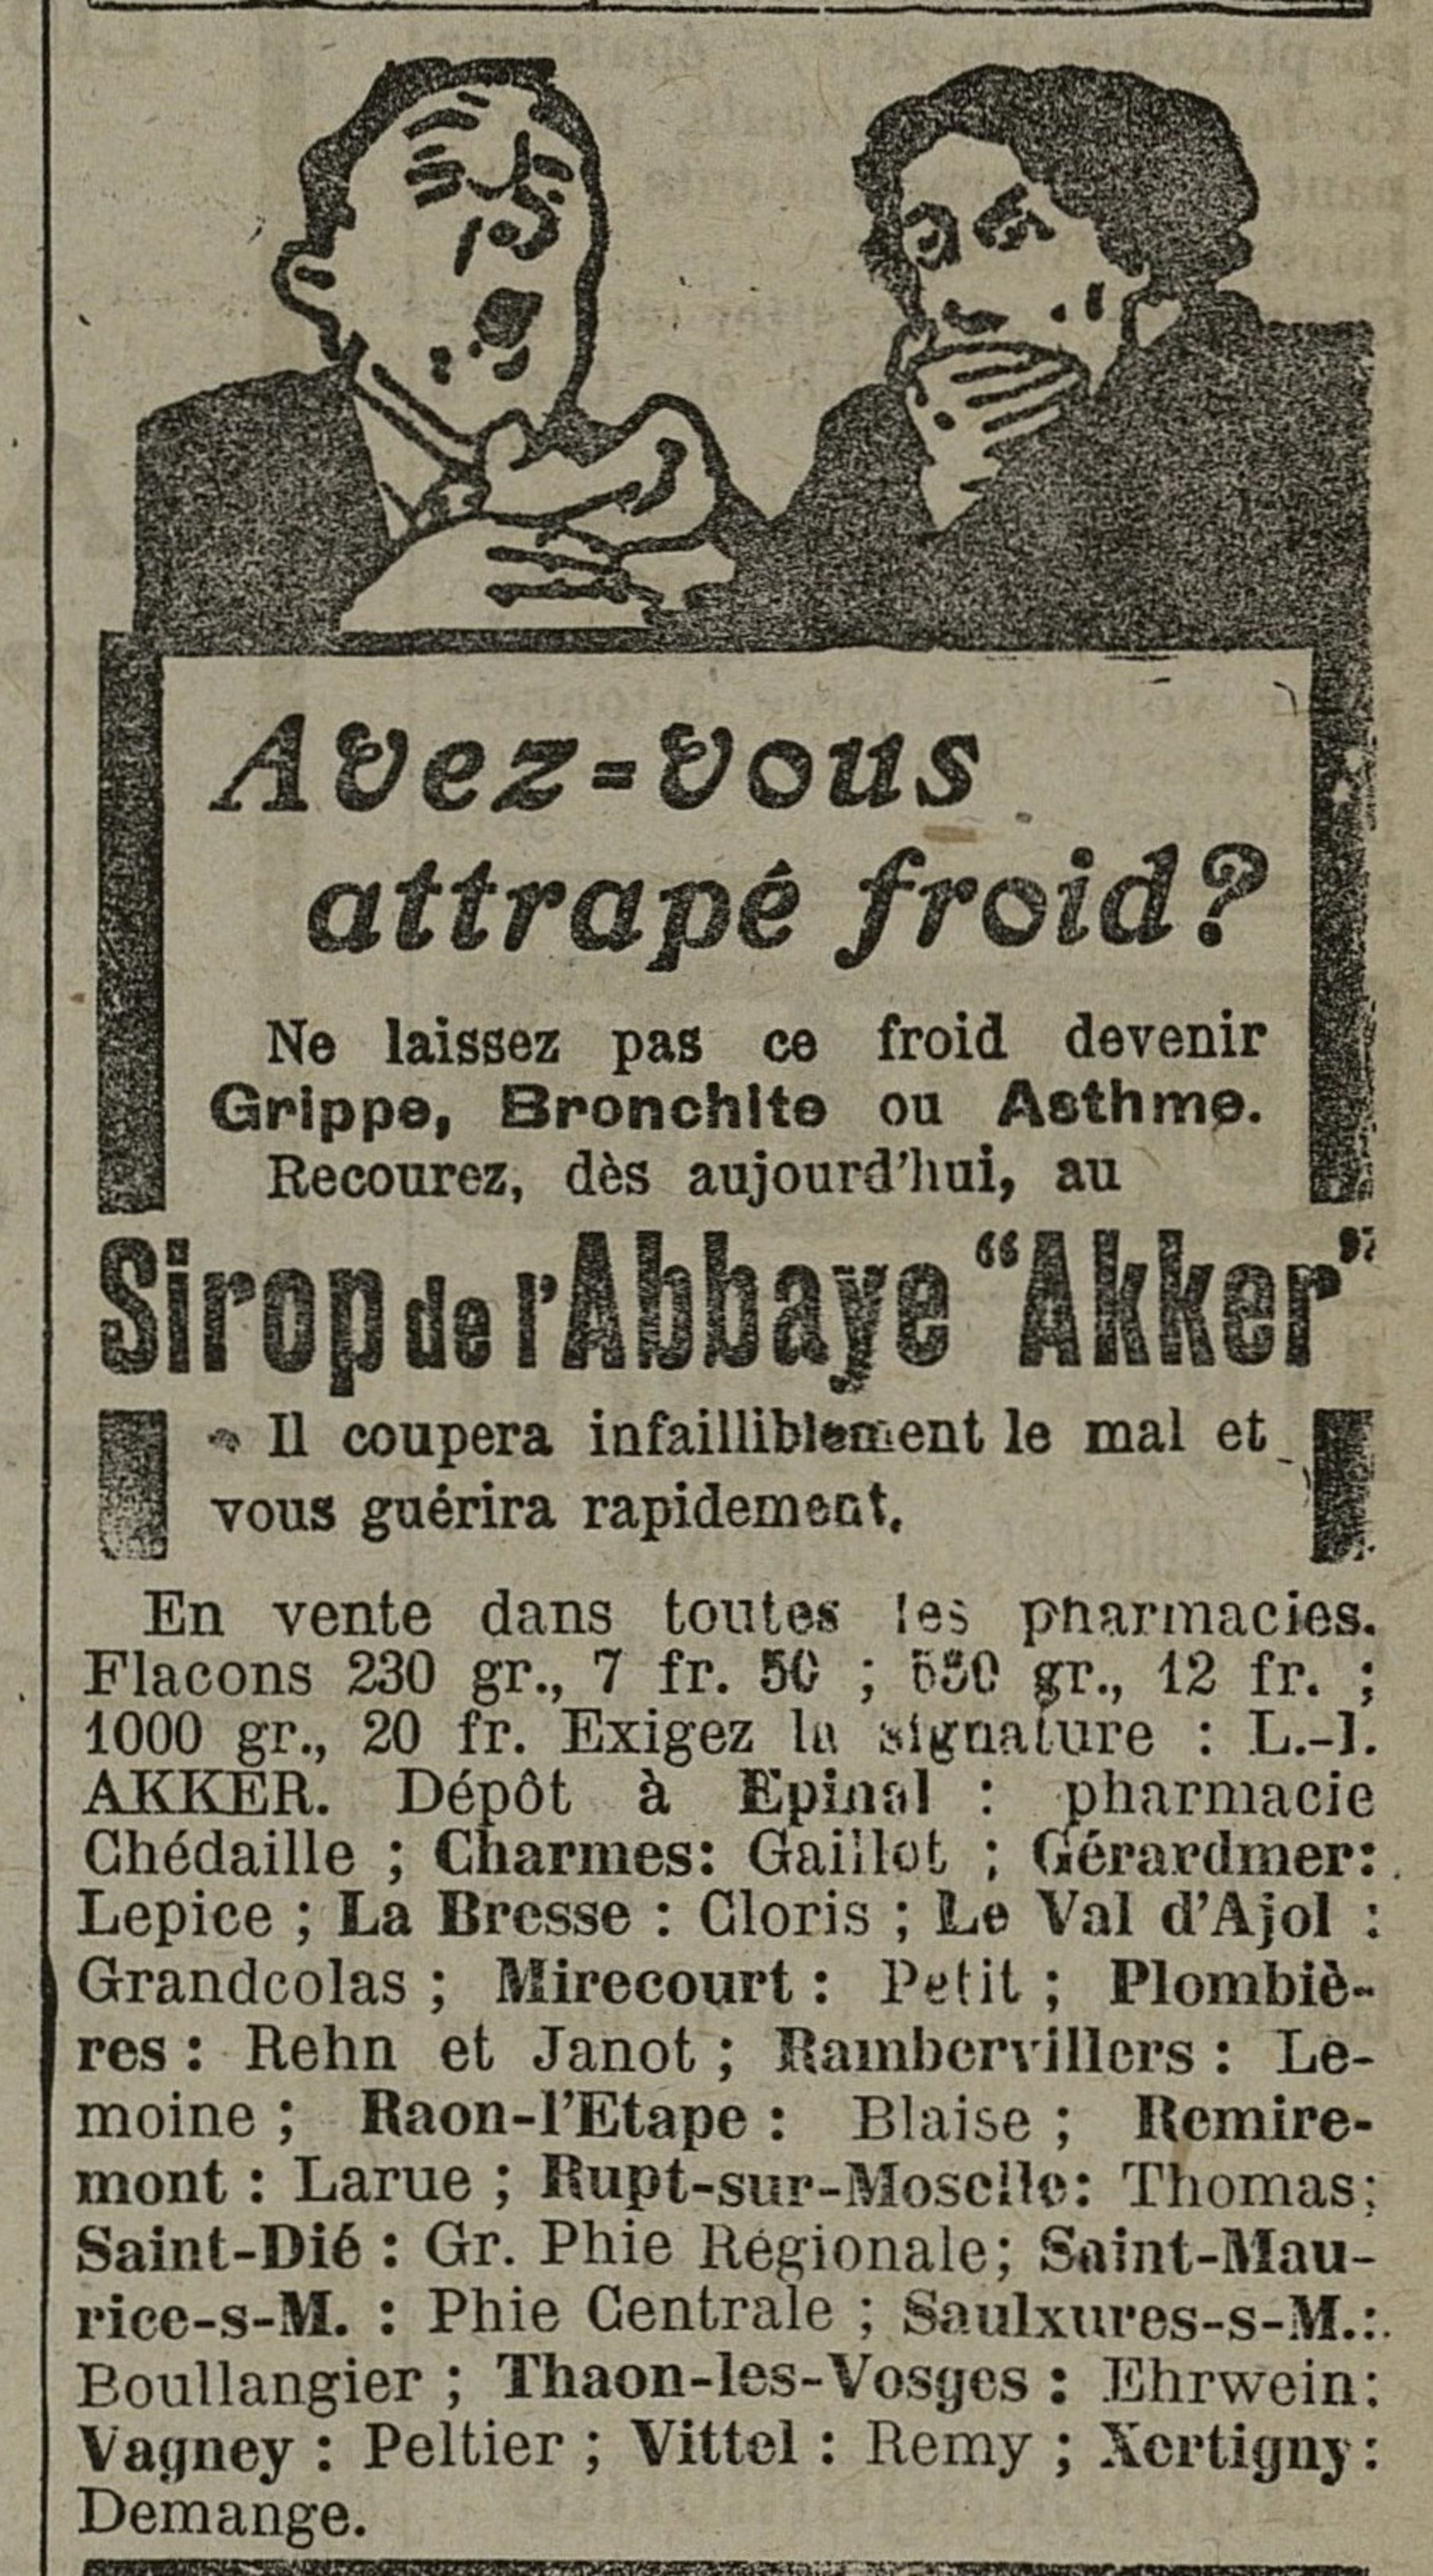 Avez-vous
attrapé froid?
Ne laissez pas ce froid devenir
Grippe, Bronchite ou Asthme.
Recourez, dès aujourd'hui, au
Sirop de l'Abbaye "Akker"
Il coupera infailliblement le mal et
vous guérira rapidement.
En vente dans toutes les pharmacies.
Flacons 230 gr., 7 fr. 50 ; gr., 12 fr. ;
1000 gr., 20 fr. Exigez la signature : L.-I.
AKKER. Dépôt à Epinal : pharmacie
Chédaille ; Charmes: Gaillot ; Gérardmer:
Lepice ; La Bresse : Cloris ; Le Val d'Ajol :
Grandcolas ; Mirecourt : Petit ; Plombiè-
res : Rehn et Janot ; Rambervillers : Le-
moine ; Raon-l'Etape : Blaise ; Remire-
mont : Larue ; Rupt-sur-Moselle: Thomas;
Saint-Dié : Gr. Phie Régionale; Saint-Mau-
rice-s-M. : Phie Centrale ; Saulxures-s-M.:
Boullangier ; Thaon-les-Vosges : Ehrwein:
Vagney : Peltier ; Vittel : Remy ; Xertigny:
Demange.